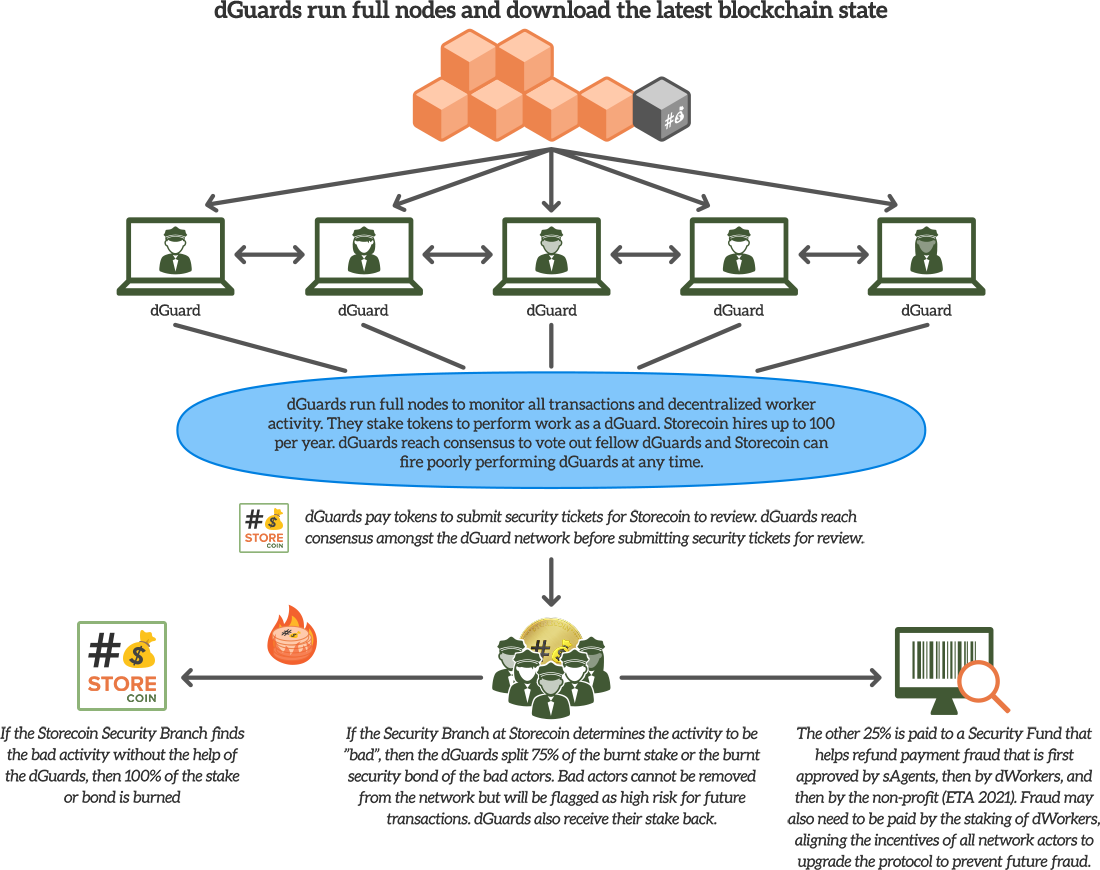 dGuards run full nodes and download the latest blockchain state
#
dGuard
dGuard
dGuard
dGuard
dGuard
dGuards run full nodes to monitor all transactions and decentralized worker
activity. They stake tokens to perform work as a dGuard. Storecoin hires up to 100
per year. dGuards reach consensus to vote out fellow dGuards and Storecoin can
fire poorly performing dGuards at any time.
#$
STORE
COIN
dGuards pay tokens to submit security tickets for Storecoin to review. dGuards reach
consensus amongst the dGuard network before submitting security tickets for review.
#$
STORE
COIN
#
#
If the Storecoin Security Branch finds
the bad activity without the help of
the dGuards, then 100% of the stake
or bond is burned
If the Security Branch at Storecoin determines the activity to be
”bad”, then the dGuards split 75% of the burnt stake or the burnt
security bond of the bad actors. Bad actors cannot be removed
from the network but will be flagged as high risk for future
transactions. dGuards also receive their stake back.
The other 25% is paid to a Security Fund that
helps refund payment fraud that is first
approved by sAgents, then by dWorkers, and
then by the non-profit (ETA 2021). Fraud may
also need to be paid by the staking of dWorkers,
aligning the incentives of all network actors to
upgrade the protocol to prevent future fraud.